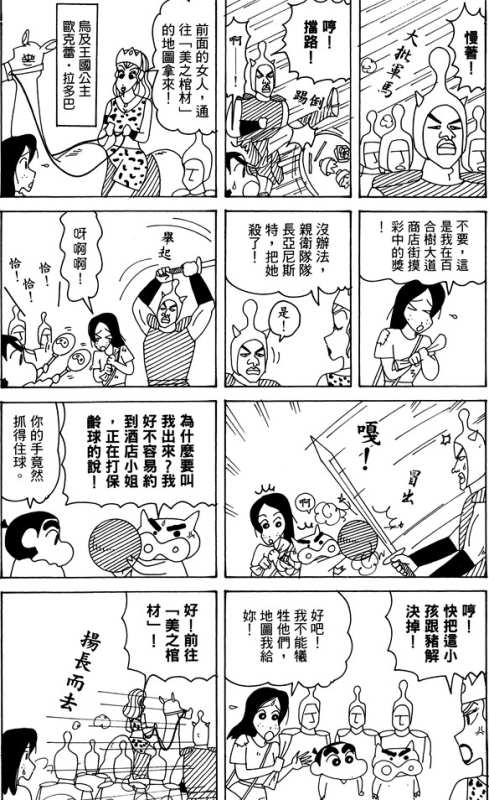 慢著！
大批軍馬
哼！
擋路！
踢倒
啊！
前面的女人，通
往「美之棺材」
的地圖拿來！
烏及王國公主
歐克蕾・拉多巴
不要，這
是我在百
合樹大道
商店街摸
彩中的獎
！
沒辦法，
親衛隊隊
長亞尼斯
特，把她
殺了！
是！
舉起
呀啊啊！
恰！
恰！
恰！
嘎！
冒出
啊
為什麼要叫
我出來？我
好不容易約
到酒店小姐
，正在打保
齡球的說！
你的手竟然
抓得住球。
哼！
快把這小
孩跟豬解
決掉！
好吧！
我不能犧
牲他們，
地圖我給
妳！
好！前往
「美之棺
材」！
揚長而去